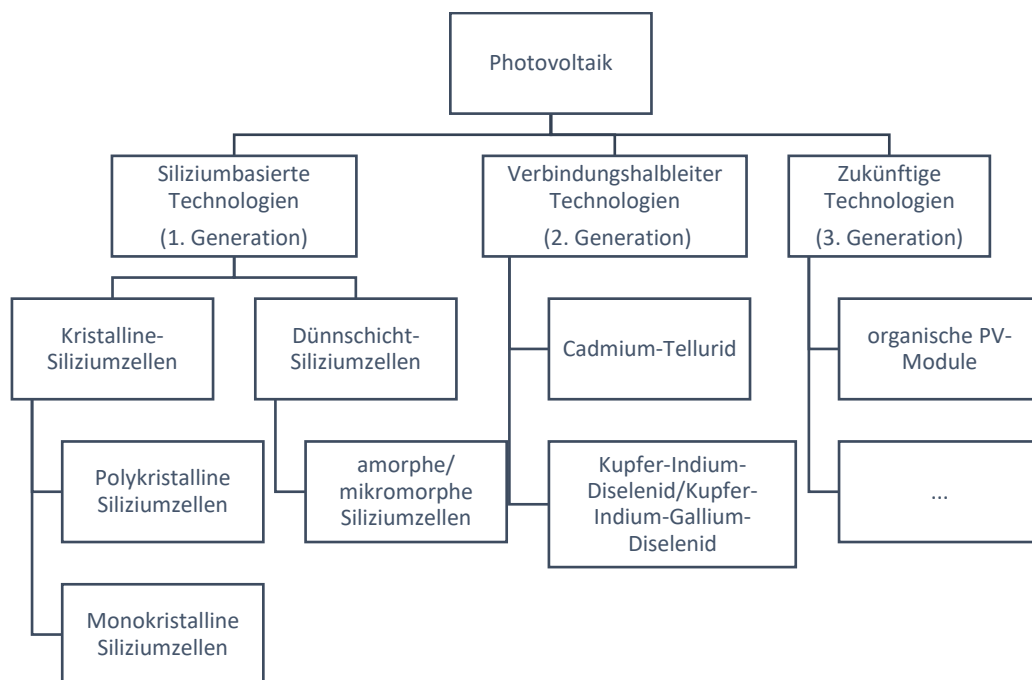 Photovoltaik
Siliziumbasierte
Technologien
(1. Generation)
Verbindungshalbleiter
Technologien
(2. Generation)
Zukünftige
Technologien
(3. Generation)
Kristalline-
Siliziumzellen
Dünnschicht-
Siliziumzellen
Cadmium-Tellurid
organische PV-
Module
Polykristalline
Siliziumzellen
amorphe/
mikromorphe
Siliziumzellen
Kupfer-Indium-
Diselenid/Kupfer-
Indium-Gallium-
Diselenid
...
Monokristalline
Siliziumzellen